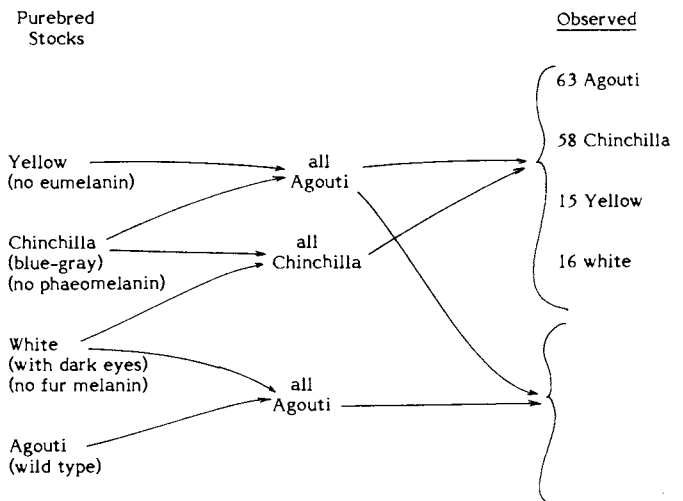 Purebred
Stocks
Observed
63 Agouti
58 Chinchilla
15 Yellow
16 white
Yellow
(no eumelanin)
all
Agouti
Chinchilla
(blue-gray)
(no phaeomelanin)
all
Chinchilla
White
(with dark eyes)
(no fur melanin)
all
Agouti
Agouti
(wild type)